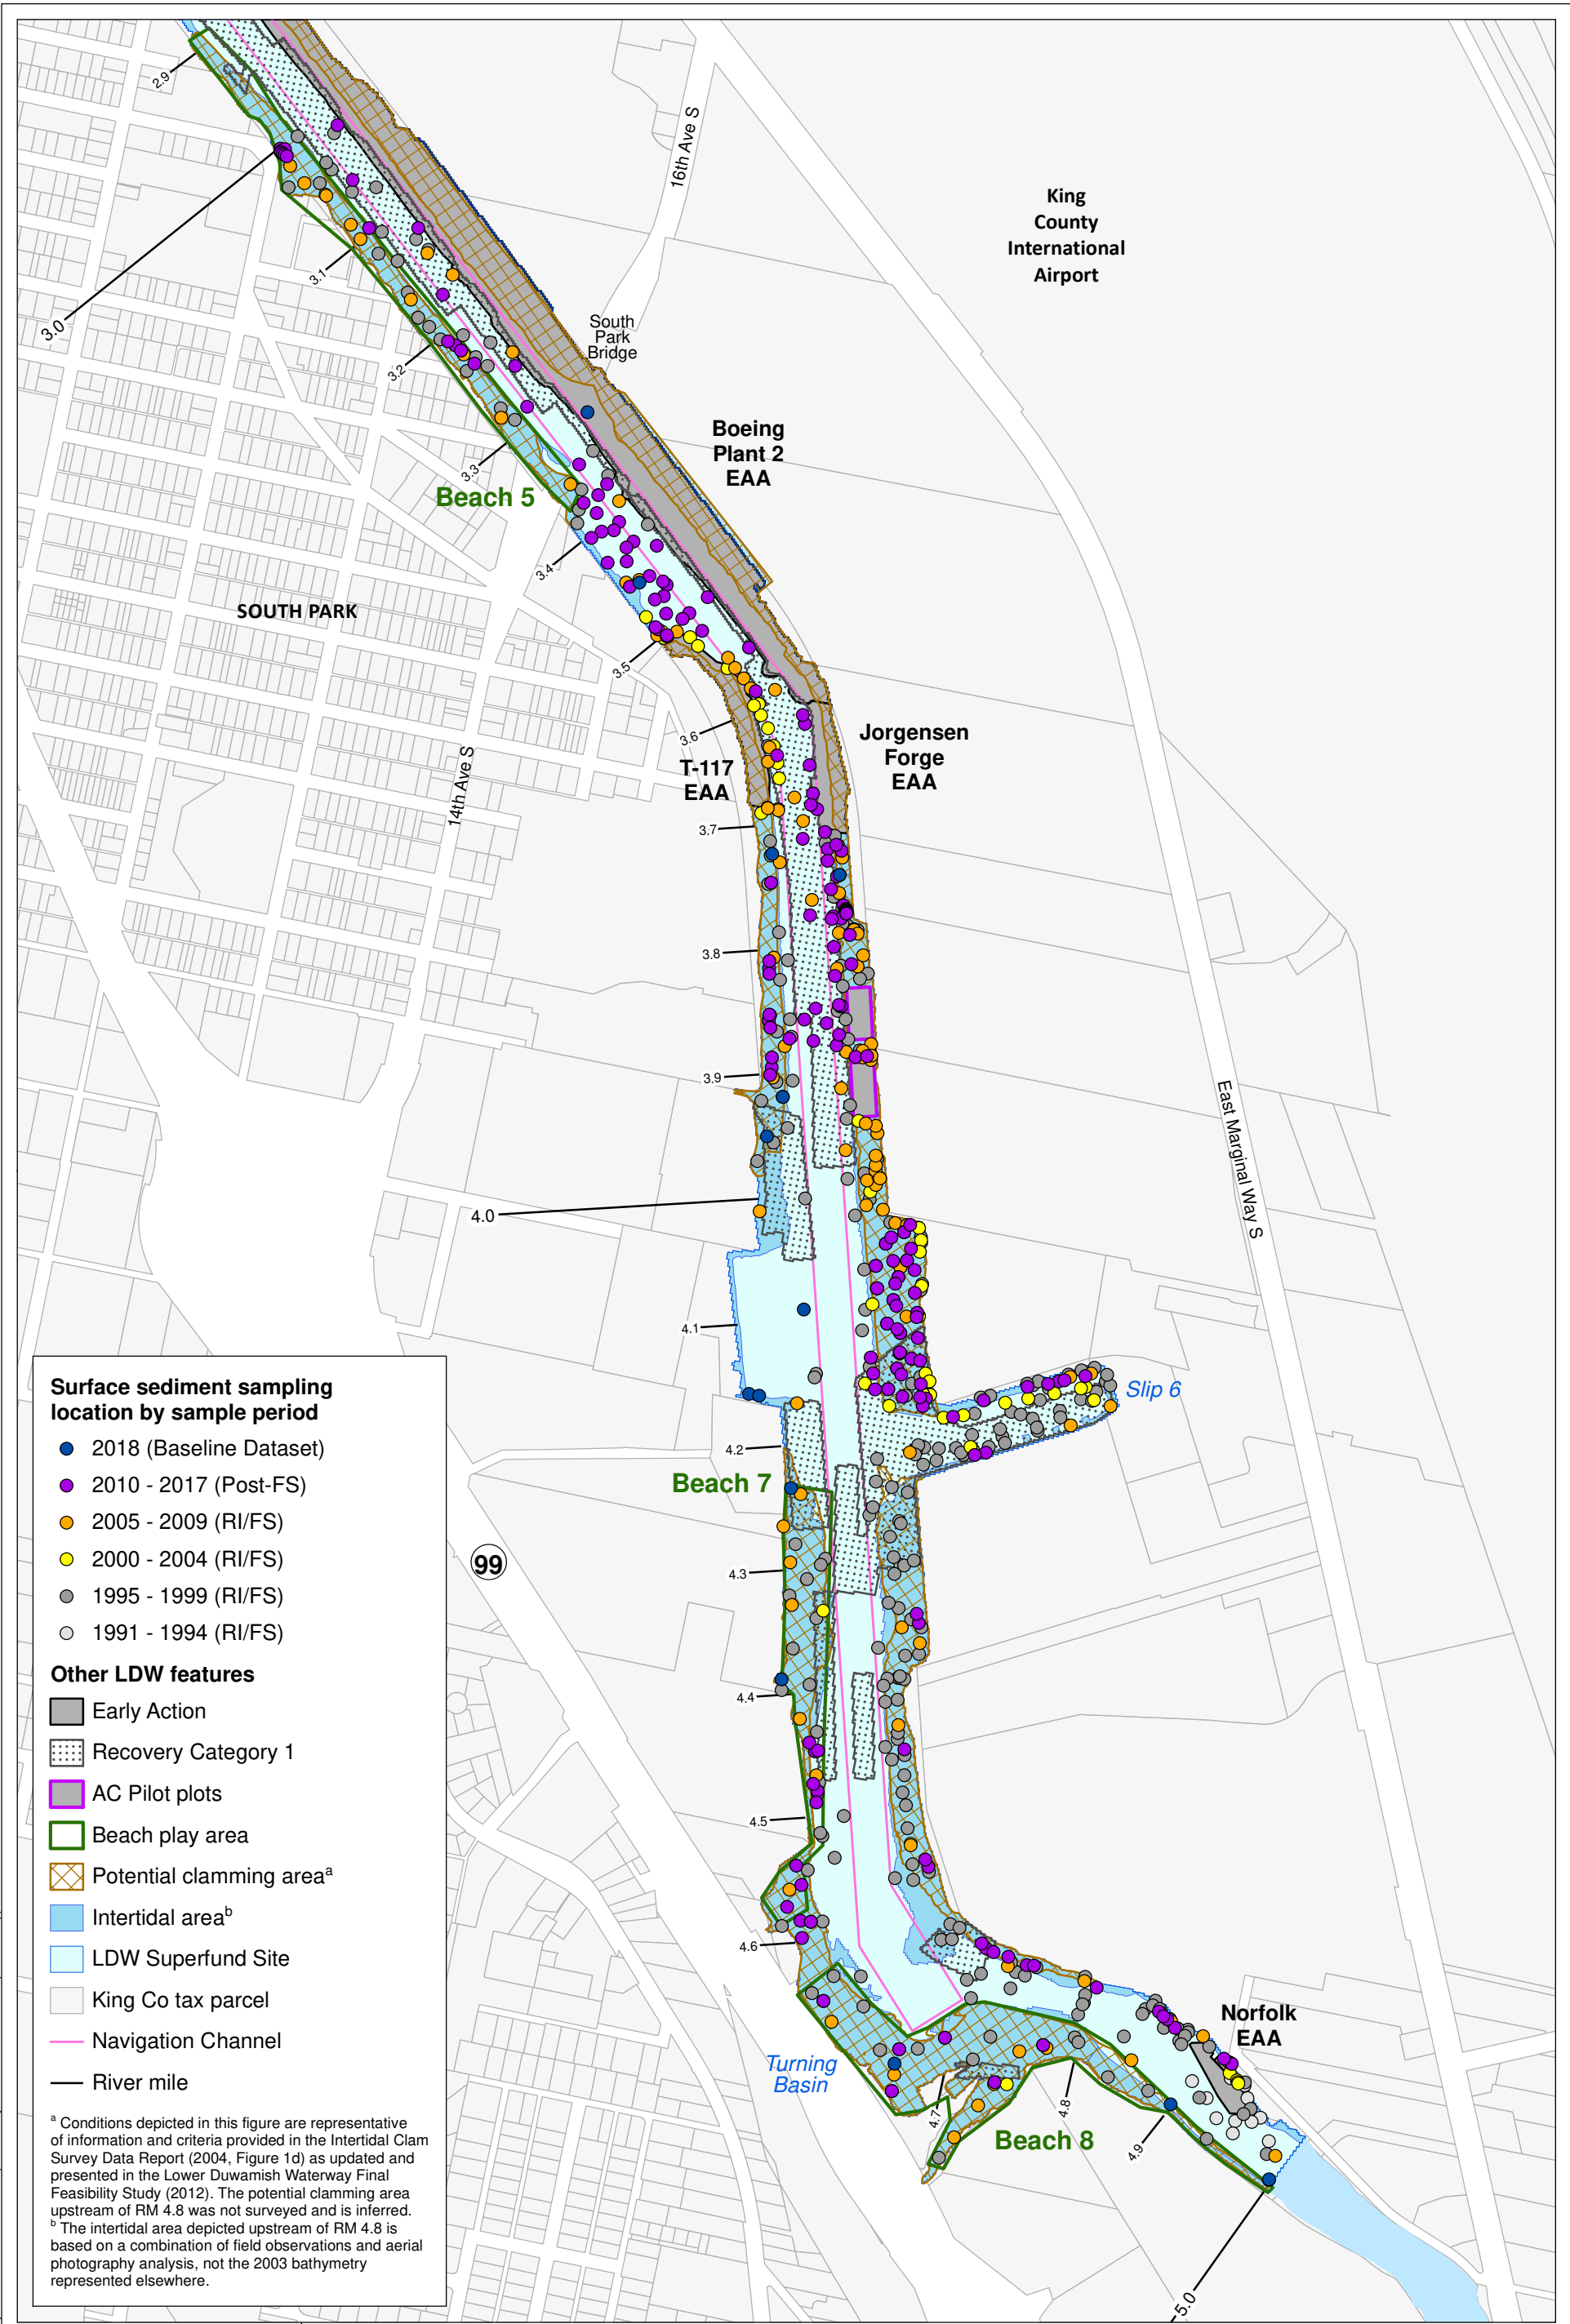 2.9
16th Ave S
King
County
International
Airport
3.0
3.1
South
Park
Bridge
3.2
Boeing
Plant 2
EAA
3.3
Beach 5
3.4
SOUTH PARK
3.5
3.6
Jorgensen
Forge
EAA
T-117
EAA
14th Ave S
3.7
3.8
3.9
East Marginal Way S
4.0
4.1
Slip 6
4.2
Beach 7
99
4.3
4.4
4.5
4.6
Norfolk
EAA
Turning
Basin
4.7
4.8
Beach 8
4.9
5.0
Surface sediment sampling
location by sample period
2018 (Baseline Dataset)
2010 - 2017 (Post-FS)
2005 - 2009 (RI/FS)
2000 - 2004 (RI/FS)
1995 - 1999 (RI/FS)
1991 - 1994 (RI/FS)
Other LDW features
Early Action
Recovery Category 1
AC Pilot plots
Beach play area
Potential clamming area^a
Intertidal area^b
LDW Superfund Site
King Co tax parcel
Navigation Channel
River mile
^a Conditions depicted in this figure are representative
of information and criteria provided in the Intertidal Clam
Survey Data Report (2004, Figure 1d) as updated and
presented in the Lower Duwamish Waterway Final
Feasibility Study (2012). The potential clamming area
upstream of RM 4.8 was not surveyed and is inferred.
^b The intertidal area depicted upstream of RM 4.8 is
based on a combination of field observations and aerial
photography analysis, not the 2003 bathymetry
represented elsewhere.